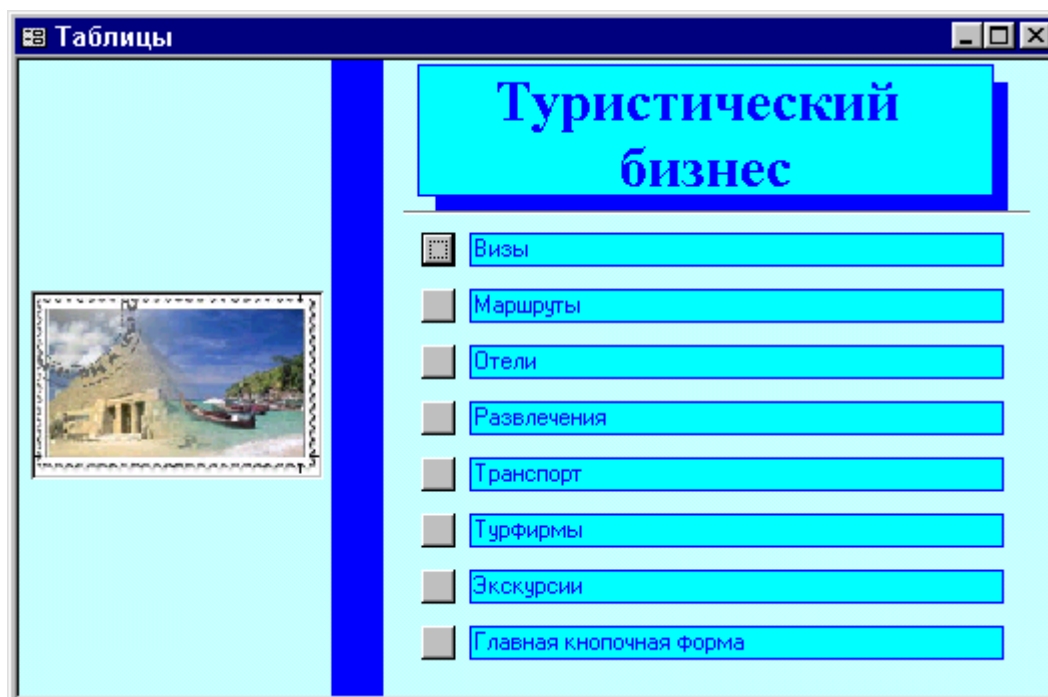 Таблицы
Туристический
бизнес
Визы
Маршруты
Отели
Развлечения
Транспорт
Турфирмы
Экскурсии
Главная кнопочная форма